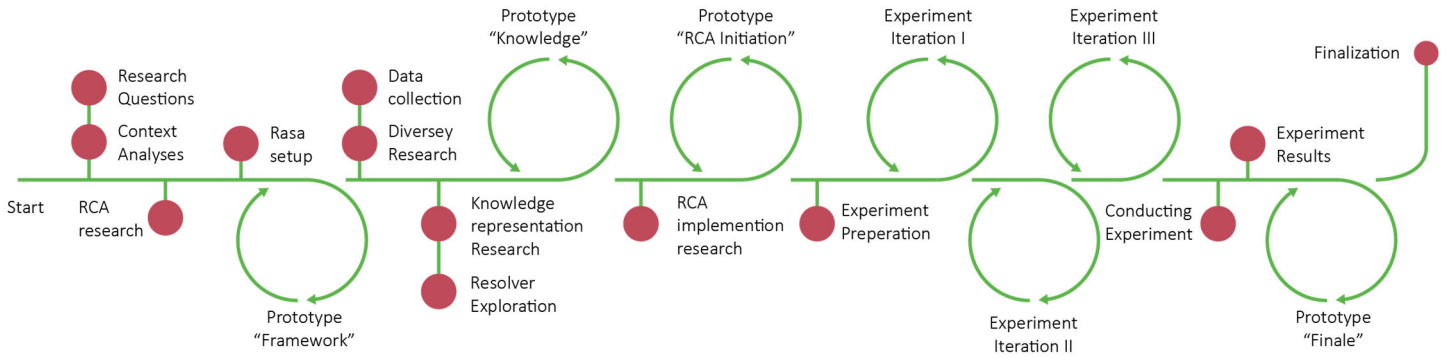 Start
Research
Questions
Context
Analyses
RCA
research
Rasa
setup
Prototype
“Framework”
Data
collection
Diversey
Research
Knowledge
representation
Research
Resolver
Exploration
Prototype
“Knowledge”
RCA
implemention
research
Prototype
“RCA Initiation”
Experiment
Preperation
Experiment
Iteration I
Experiment
Iteration II
Experiment
Iteration III
Conducting
Experiment
Experiment
Results
Prototype
“Finale”
Finalization